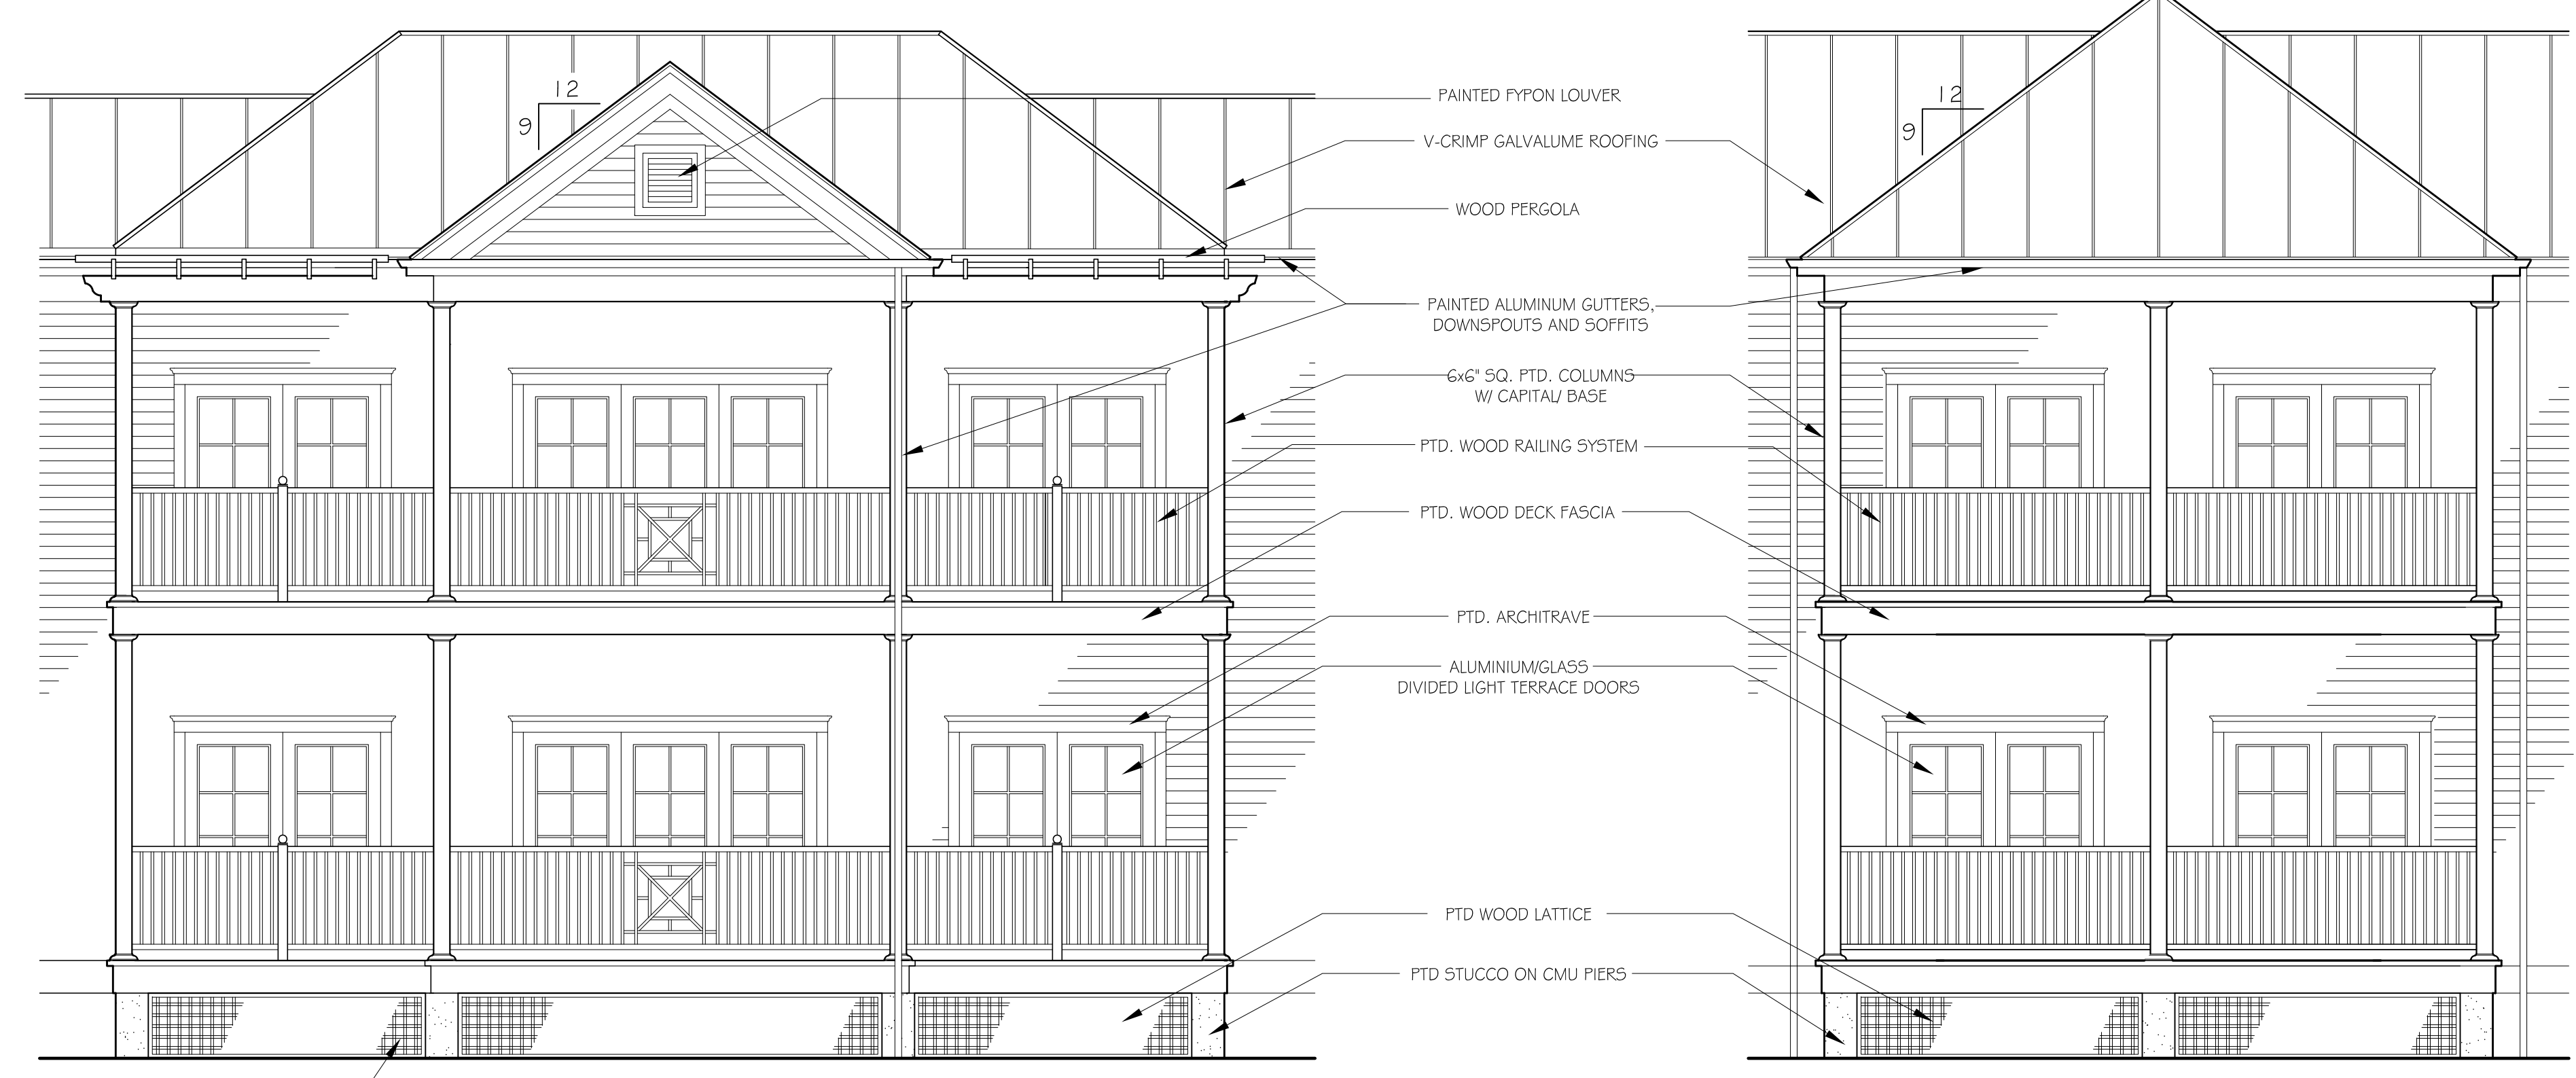 12
9
12
9
PAINTED FYPON LOUVER
V-CRIMP GALVALUME ROOFING
WOOD PERGOLA
PAINTED ALUMINUM GUTTERS,
DOWNSPOUTS AND SOFFITS
6x6" SQ. PTD. COLUMNS
W/ CAPITAL/ BASE
PTD. WOOD RAILING SYSTEM
PTD. WOOD DECK FASCIA
PTD. ARCHITRAVE
ALUMINIUM/GLASS
DIVIDED LIGHT TERRACE DOORS
PTD WOOD LATTICE
PTD STUCCO ON CMU PIERS